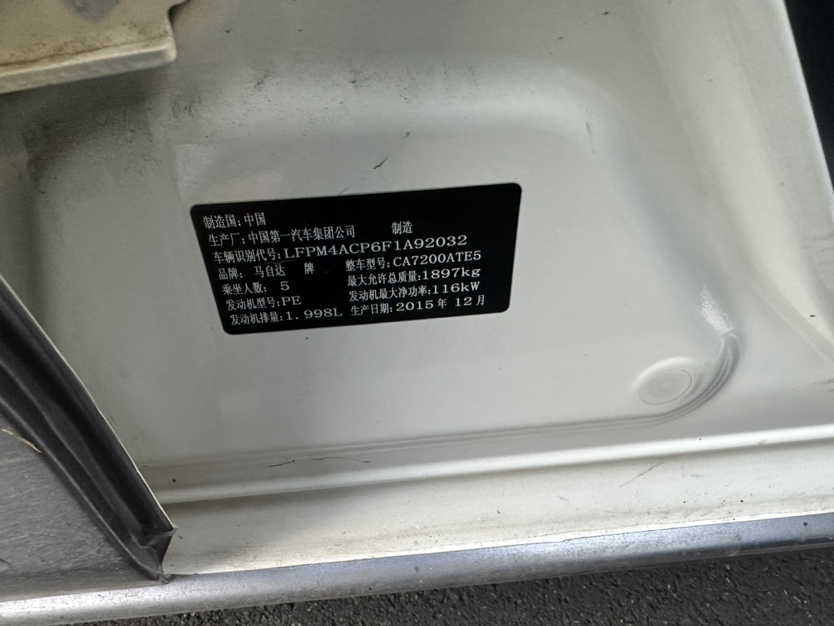 制造国:中国
生产厂:中国第一汽车集团公司 制造
车辆识别代号:LFPM4ACP6F1A92032
品牌: 马自达 牌 整车型号:CA7200ATE5
乘坐人数: 5 最大允许总质量:1897kg
发动机型号:PE 发动机最大净功率:116kW
发动机排量:1.998L 生产日期:2015年 12月